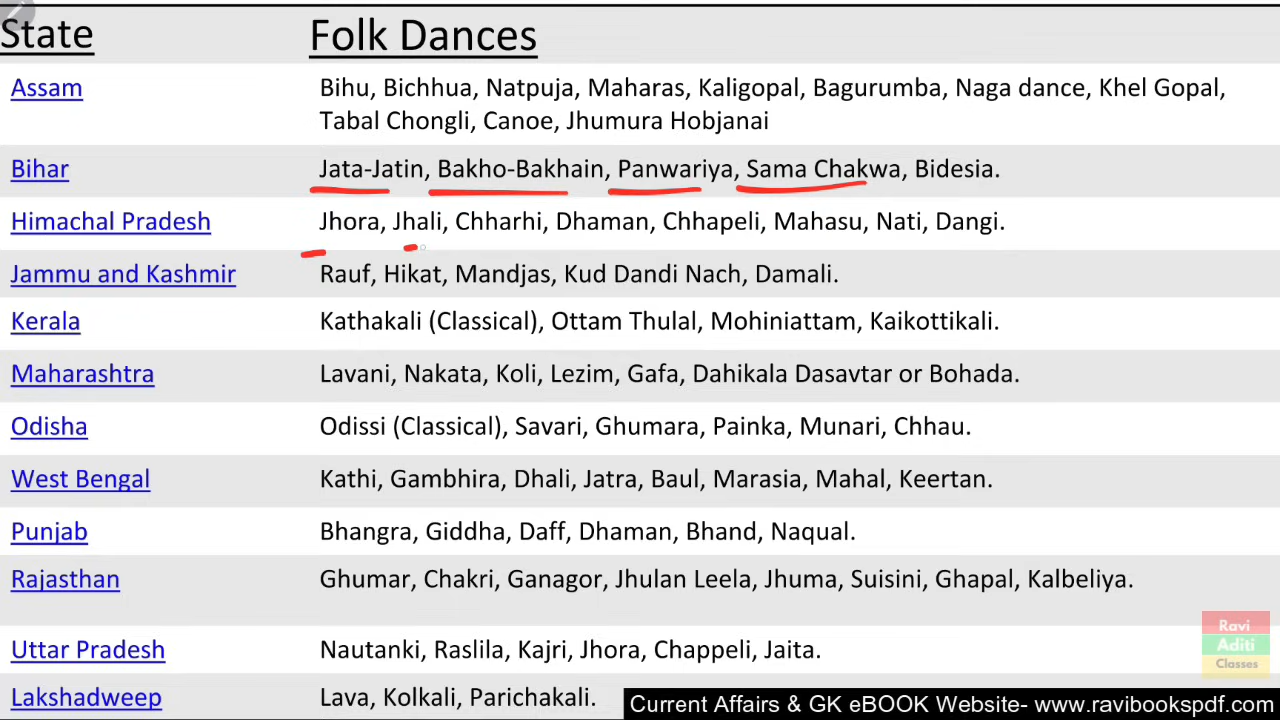 State Folk Dances
Assam Bihu, Bichhua, Natpuja, Maharas, Kaligopal, Bagurumba, Naga dance, Khel Gopal,
Tabal Chongli, Canoe, Jhumura Hobjanai
Bihar Jata-Jatin, Bakho-Bakhain, Panwariya, Sama Chakwa, Bidesia.
Himachal Pradesh Jhora, Jhali, Chharhi, Dhaman, Chhapeli, Mahasu, Nati, Dangi.
Jammu and Kashmir Rauf, Hikat, Mandjas, Kud Dandi Nach, Damali.
Kerala Kathakali (Classical), Ottam Thulal, Mohiniattam, Kaikottikali.
Maharashtra Lavani, Nakata, Koli, Lezim, Gafa, Dahikala Dasavtar or Bohada.
Odisha Odissi (Classical), Savari, Ghumara, Painka, Munari, Chhau.
West Bengal Kathi, Gambhira, Dhali, Jatra, Baul, Marasia, Mahal, Keertan.
Punjab Bhangra, Giddha, Daff, Dhaman, Bhand, Naqual.
Rajasthan Ghumar, Chakri, Ganagor, Jhulan Leela, Jhuma, Suisini, Ghapal, Kalbeliya.
Ravi
Aditi
Classes
Uttar Pradesh Nautanki, Raslila, Kajri, Jhora, Chappeli, Jaita.
Lakshadweep Lava, Kolkali, Parichakali.
Current Affairs & GK eBOOK Website- www.ravibookspdf.com